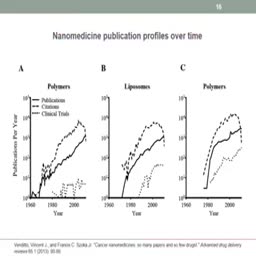 16
Nanomedicine publication profiles over time
A
B
C
Polymers
Liposomes
Polymers
Publications
Citations
Clinical Trials
Publications Per Year
1960 1980 2000
1960 1980 2000
1960 1980 2000
Year
Year
Year
Venditto, Vincent J., and Francis C. Szoka Jr. "Cancer nanomedicines: so many papers and so few drugs!." Advanced drug delivery
reviews 65.1 (2013): 80-88.